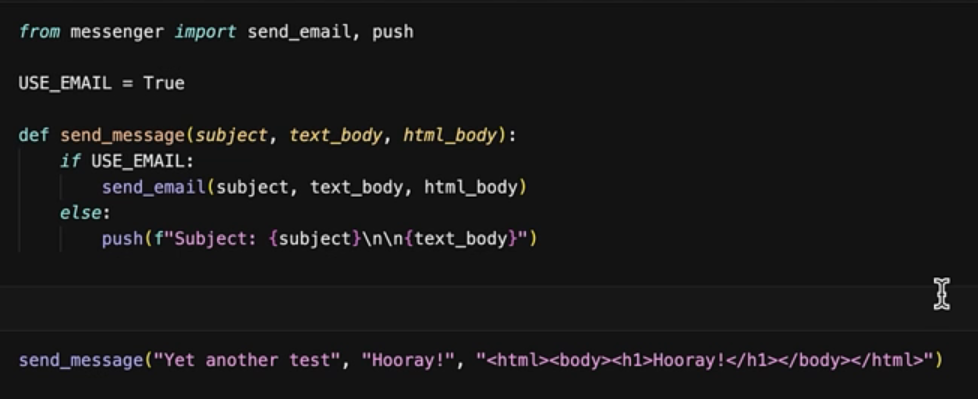 from messenger import send_email, push
USE_EMAIL = True
def send_message(subject, text_body, html_body):
    if USE_EMAIL:
        send_email(subject, text_body, html_body)
    else:
        push(f"Subject: {subject}\n\n{text_body}")
send_message("Yet another test", "Hooray!", "<html><body><h1>Hooray!</h1></body></html>")